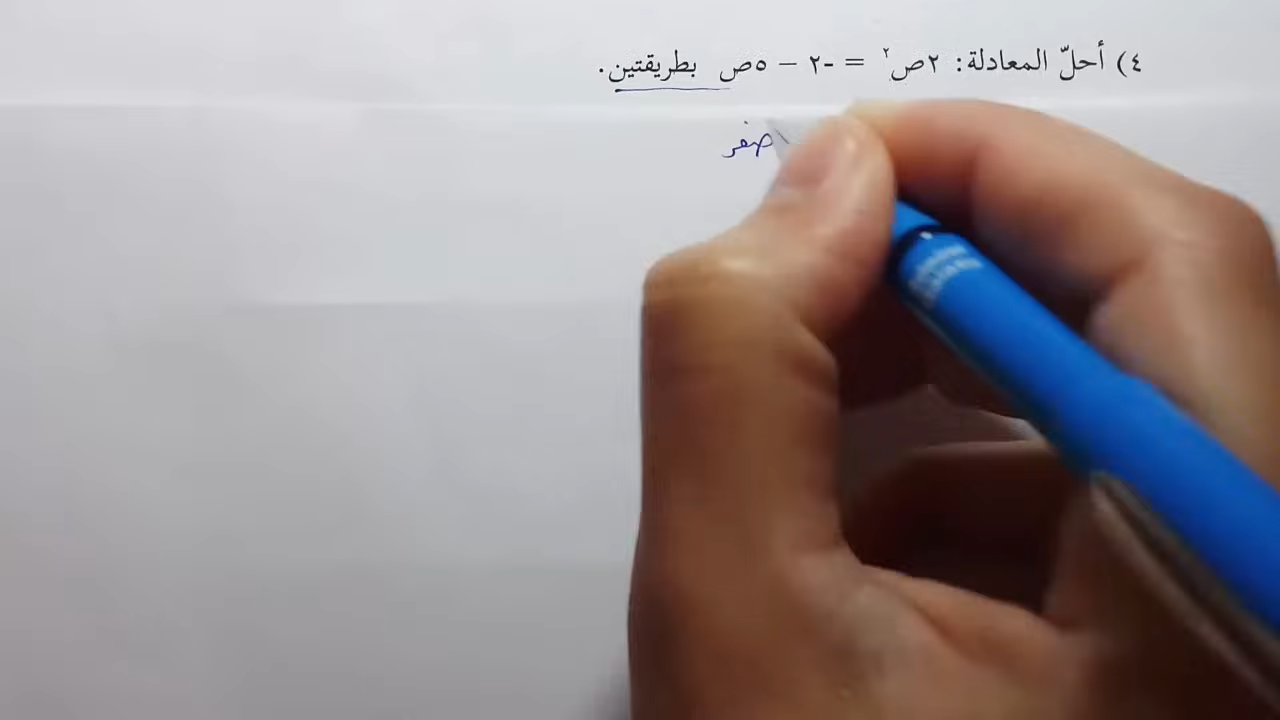 ٤) أحلّ المعادلة: ٢ص٢ = -٢ - ٥ص بطريقتين.
صفر